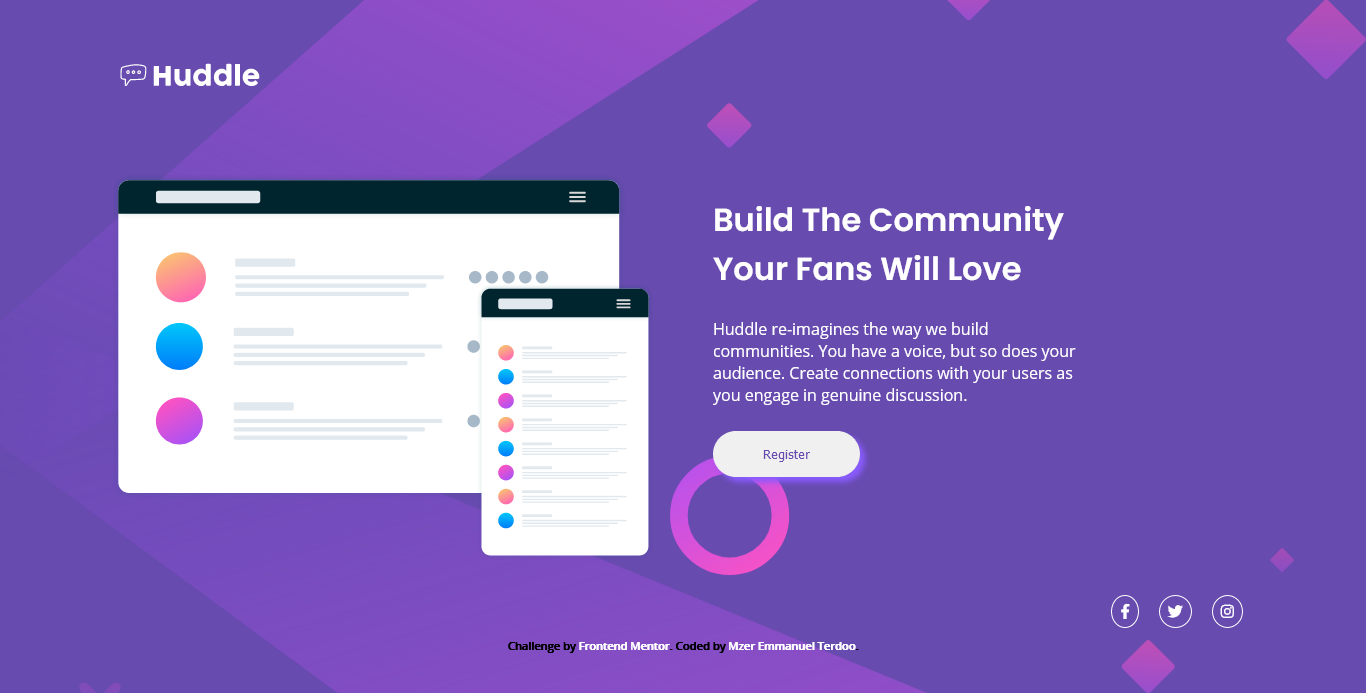 Huddle
Build The Community
Your Fans Will Love
Huddle re-imagines the way we build
communities. You have a voice, but so does your
audience. Create connections with your users as
you engage in genuine discussion.
Register
Challenge by Frontend Mentor. Coded by Mzer Emmanuel Terdoo.